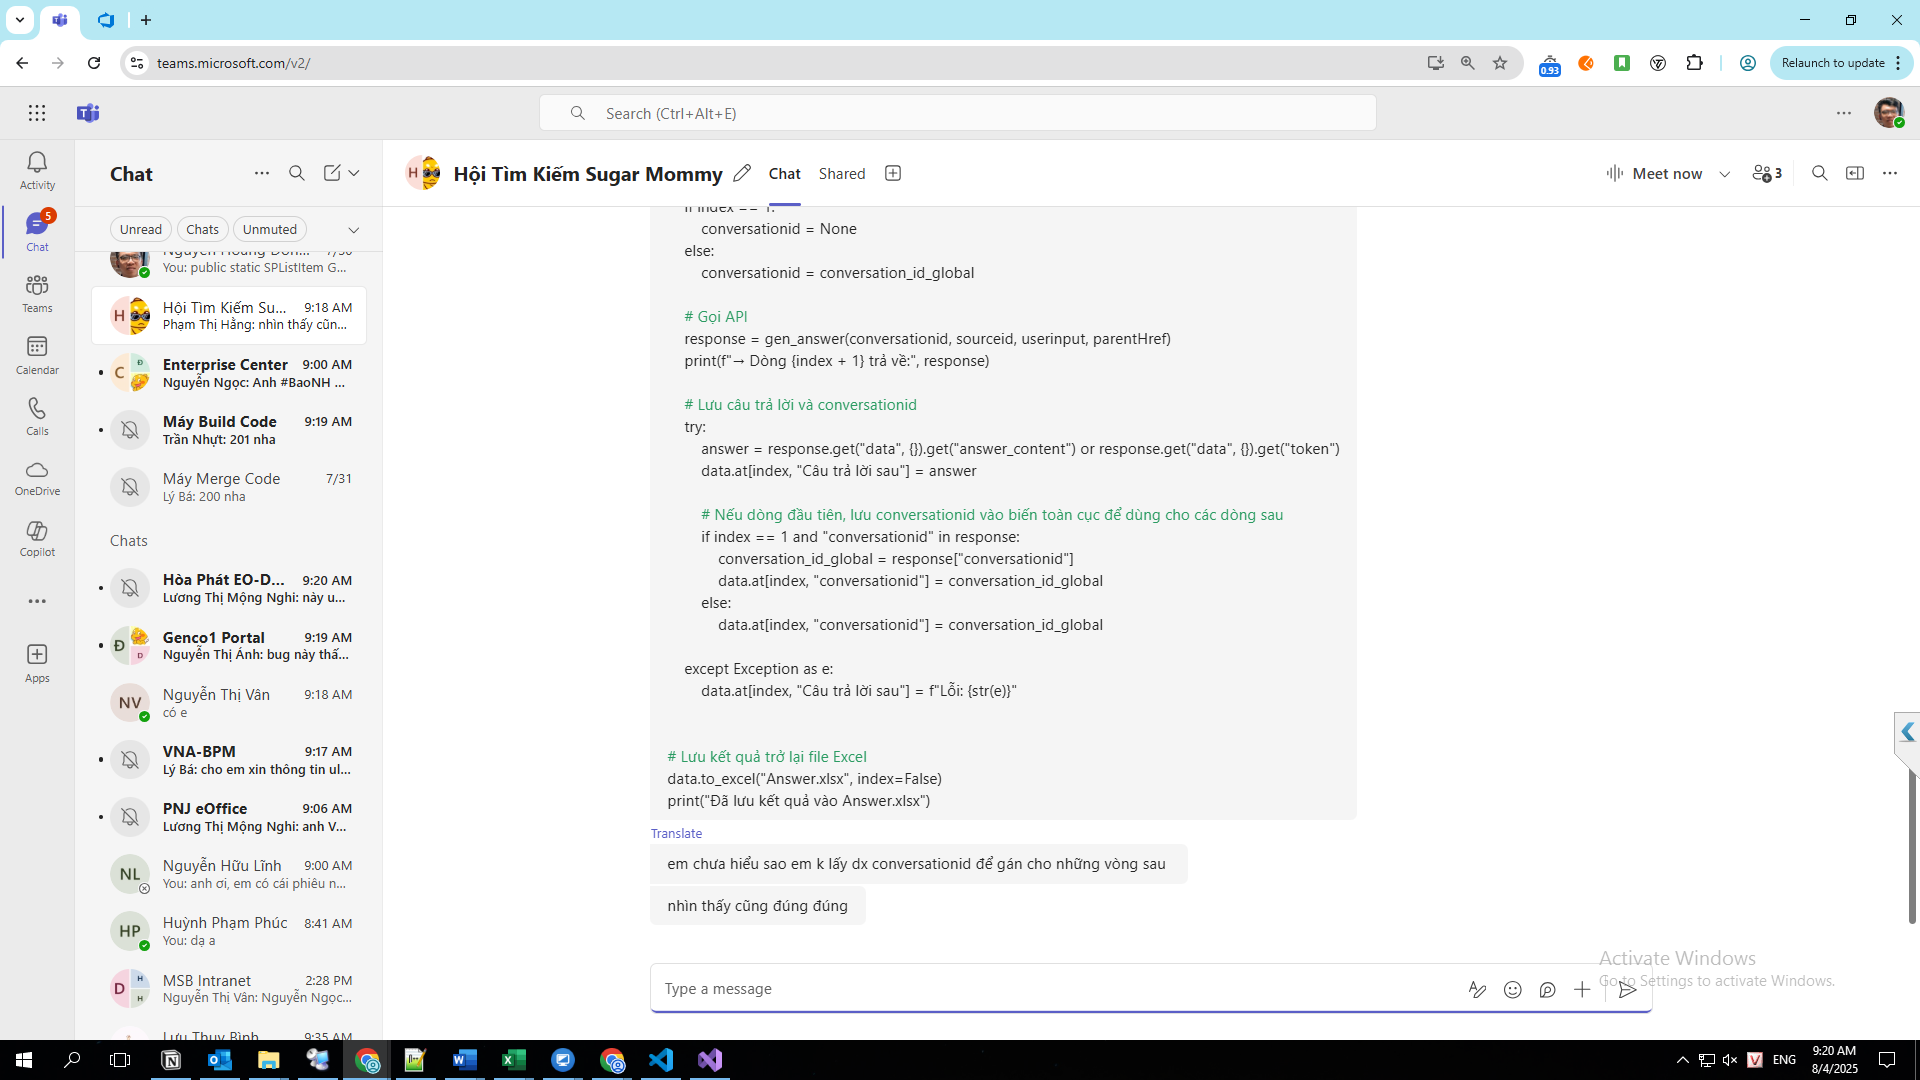 teams.microsoft.com/v2/
0.93
Relaunch to update
Search (Ctrl+Alt+E)
Activity
5
Chat
Teams
Calendar
Calls
OneDrive
Copilot
Apps
Chat
Unread
Chats
Unmuted
You: public static SPListItem G...
Hội Tìm Kiếm Su... 9:18 AM
Phạm Thị Hằng: nhìn thấy cũn...
Enterprise Center 9:00 AM
Nguyễn Ngọc: Anh #BaoNH ...
Máy Build Code 9:19 AM
Trần Nhựt: 201 nha
Máy Merge Code 7/31
Lý Bá: 200 nha
Chats
Hòa Phát EO-D... 9:20 AM
Lương Thị Mộng Nghi: này u...
Genco1 Portal 9:19 AM
Nguyễn Thị Ánh: bug này thấ...
NV
Nguyễn Thị Vân 9:18 AM
có e
VNA-BPM 9:17 AM
Lý Bá: cho em xin thông tin ul...
PNJ eOffice 9:06 AM
Lương Thị Mộng Nghi: anh V...
NL
Nguyễn Hữu Lĩnh 9:00 AM
You: anh ơi, em có cái phiêu n...
HP
Huỳnh Phạm Phúc 8:41 AM
You: dạ a
MSB Intranet 2:28 PM
Nguyễn Thị Vân: Nguyễn Ngọc...
Lưu Thuy Bình 9:35 AM
Hội Tìm Kiếm Sugar Mommy
Chat
Shared
Meet now
3
if index == 1:
conversationid = None
else:
conversationid = conversation_id_global
# Gọi API
response = gen_answer(conversationid, sourceid, userinput, parentHref)
print(f"→ Dòng {index + 1} trả về:", response)
# Lưu câu trả lời và conversationid
try:
answer = response.get("data", {}).get("answer_content") or response.get("data", {}).get("token")
data.at[index, "Câu trả lời sau"] = answer
# Nếu dòng đầu tiên, lưu conversationid vào biến toàn cục để dùng cho các dòng sau
if index == 1 and "conversationid" in response:
conversation_id_global = response["conversationid"]
data.at[index, "conversationid"] = conversation_id_global
else:
data.at[index, "conversationid"] = conversation_id_global
except Exception as e:
data.at[index, "Câu trả lời sau"] = f"Lỗi: {str(e)}"
# Lưu kết quả trở lại file Excel
data.to_excel("Answer.xlsx", index=False)
print("Đã lưu kết quả vào Answer.xlsx")
Translate
em chưa hiểu sao em k lấy dx conversationid để gán cho những vòng sau
nhìn thấy cũng đúng đúng
Type a message
Activate Windows
Go to Settings to activate Windows.
ENG
9:20 AM
8/4/2025